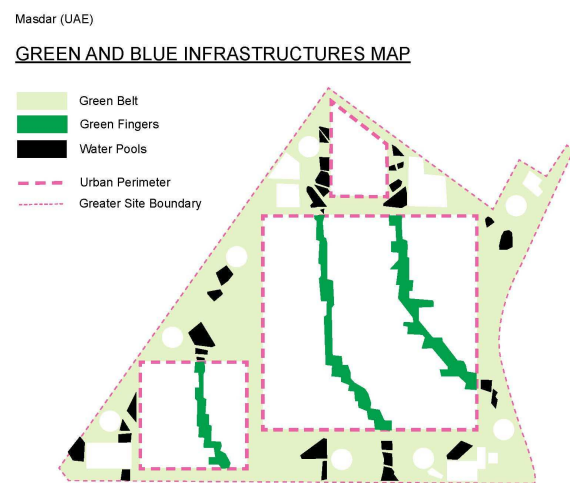 Masdar (UAE)
GREEN AND BLUE INFRASTRUCTURES MAP
Green Belt
Green Fingers
Water Pools
Urban Perimeter
Greater Site Boundary